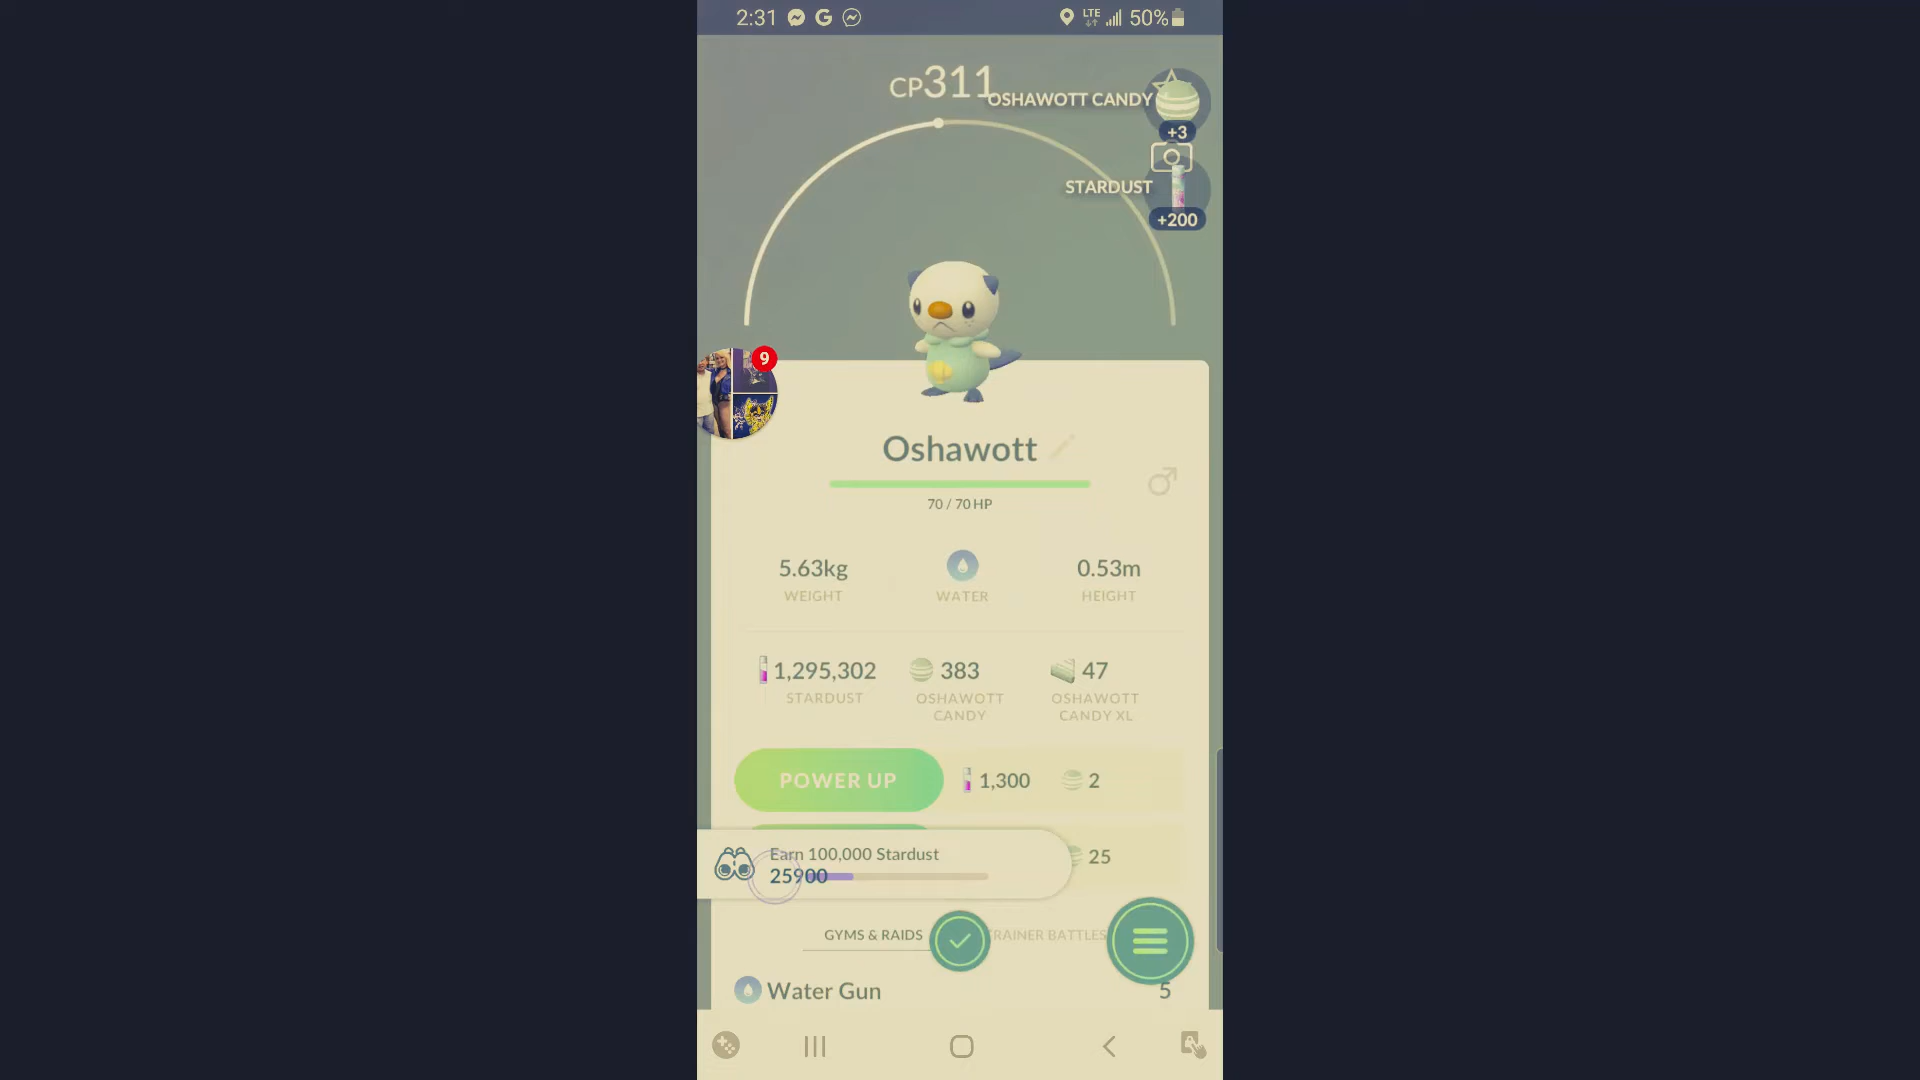 2:31
LTE
50%
CP311
OSHAWOTT CANDY
+3
STARDUST
+200
9
Oshawott
70 / 70 HP
5.63kg
WEIGHT
WATER
0.53m
HEIGHT
1,295,302
STARDUST
383
OSHAWOTT
CANDY
47
OSHAWOTT
CANDY XL
POWER UP
1,300
2
Earn 100,000 Stardust
25900
25
GYMS & RAIDS
RAINER BATTLES
Water Gun
5